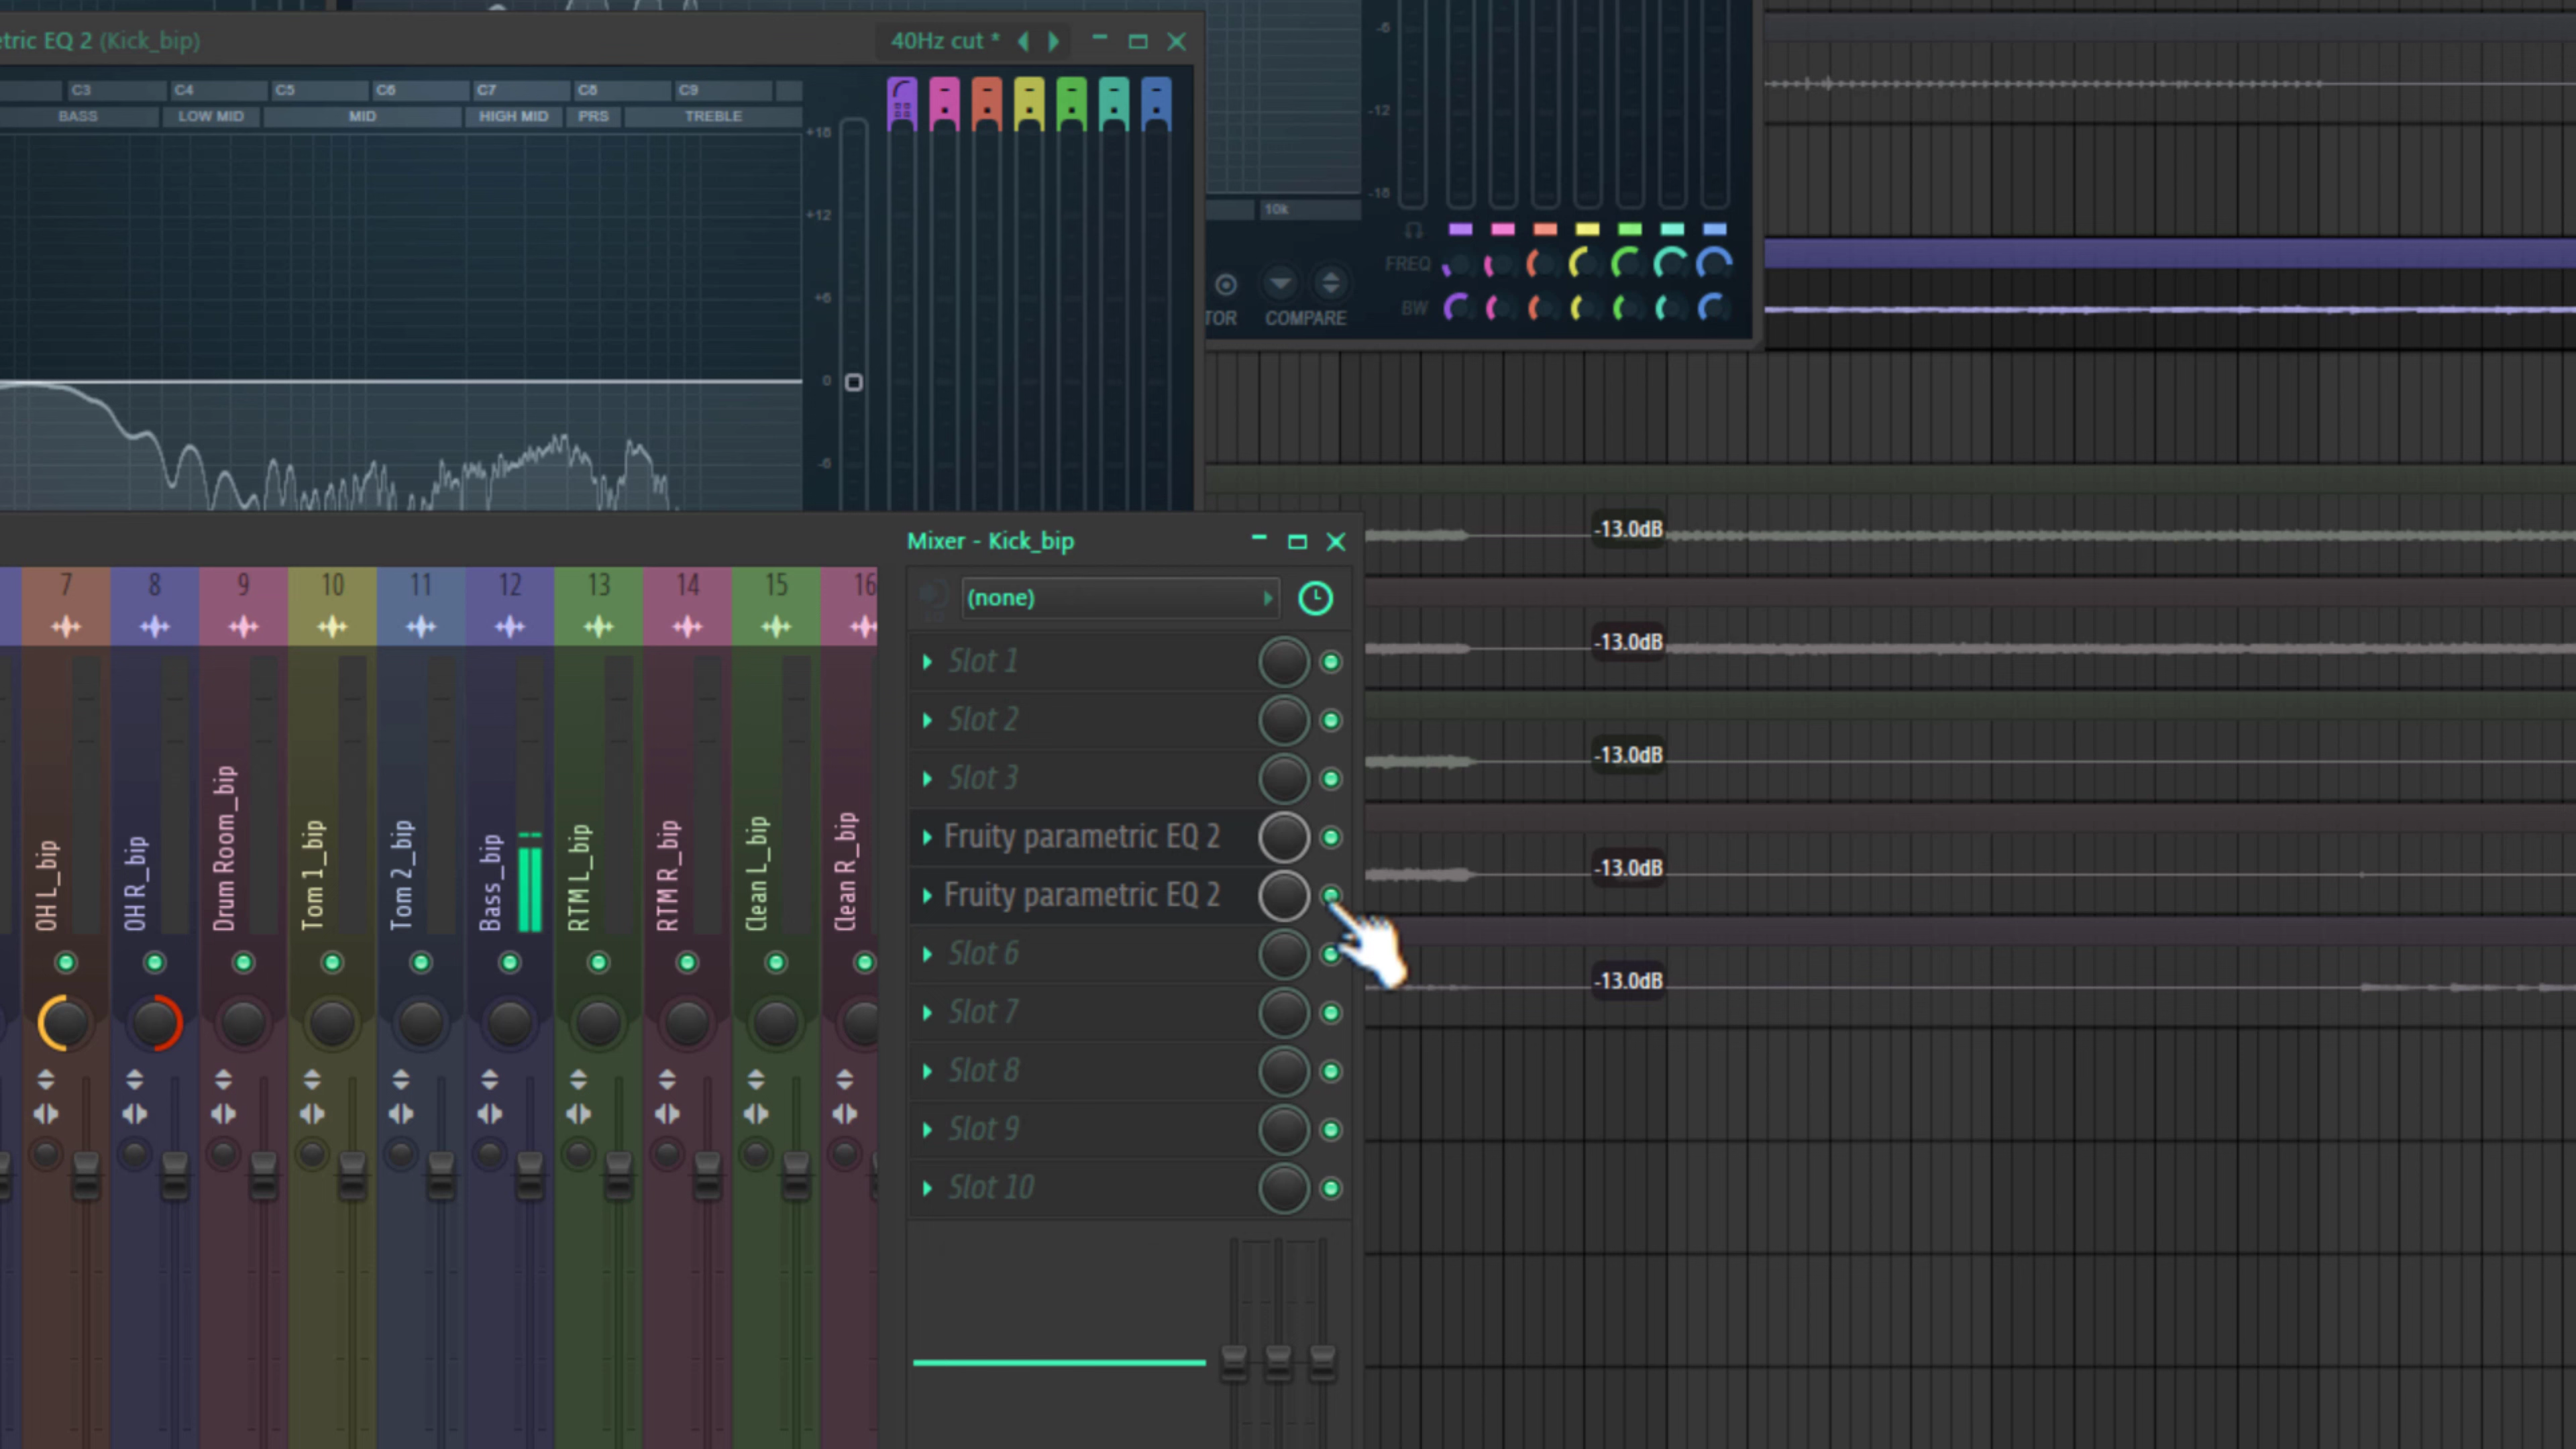 tric EQ 2 (Kick_bip)
40Hz cut *
C3 C4 C5 C6 C7 C8 C9
BASS LOW MID MID HIGH MID PRS TREBLE
+18
+12
+6
0
-6
-6
-12
-18
10k
FREQ
BW
TOR COMPARE
-13.0dB
-13.0dB
-13.0dB
-13.0dB
-13.0dB
Mixer - Kick_bip
(none)
Slot 1
Slot 2
Slot 3
Fruity parametric EQ 2
Fruity parametric EQ 2
Slot 6
Slot 7
Slot 8
Slot 9
Slot 10
7 8 9 10 11 12 13 14 15 16
OH L_bip
OH R_bip
Drum Room_bip
Tom 1_bip
Tom 2_bip
Bass_bip
RTM L_bip
RTM R_bip
Clean L_bip
Clean R_bip